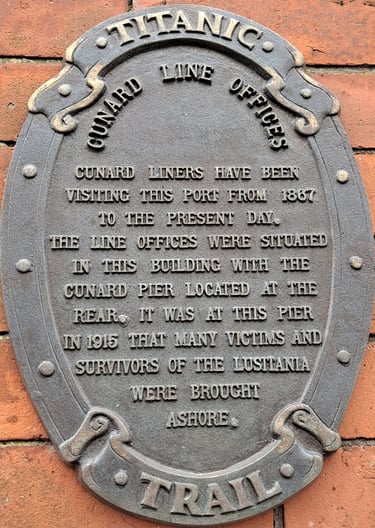 TITANIC
CUNARD LINE OFFICES
CUNARD LINERS HAVE BEEN
VISITING THIS PORT FROM 1867
TO THE PRESENT DAY.
THE LINE OFFICES WERE SITUATED
IN THIS BUILDING WITH THE
CUNARD PIER LOCATED AT THE
REAR. IT WAS AT THIS PIER
IN 1915 THAT MANY VICTIMS AND
SURVIVORS OF THE LUSITANIA
WERE BROUGHT
ASHORE.
TRAIL